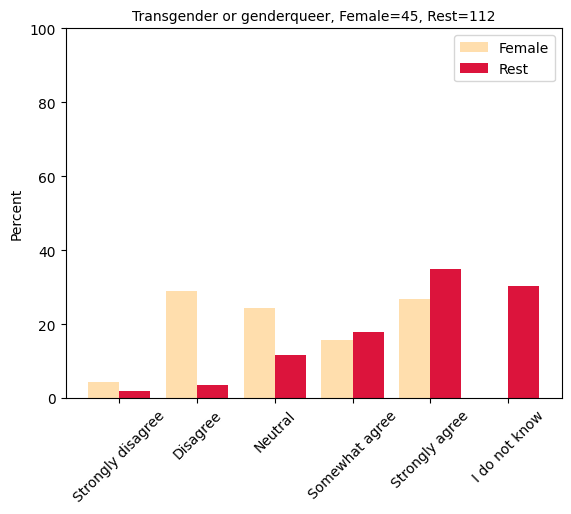 Transgender or genderqueer, Female=45, Rest=112
100
80
60
40
20
0
Percent
Female
Rest
Strongly disagree
Disagree
Neutral
Somewhat agree
Strongly agree
I do not know